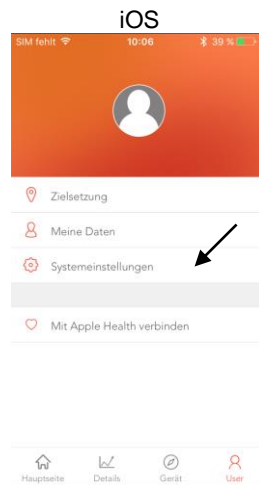 iOS
SIM fehlt 10:06 39 %
Zielsetzung
Meine Daten
Systemeinstellungen
Mit Apple Health verbinden
Hauptseite Details Gerät User